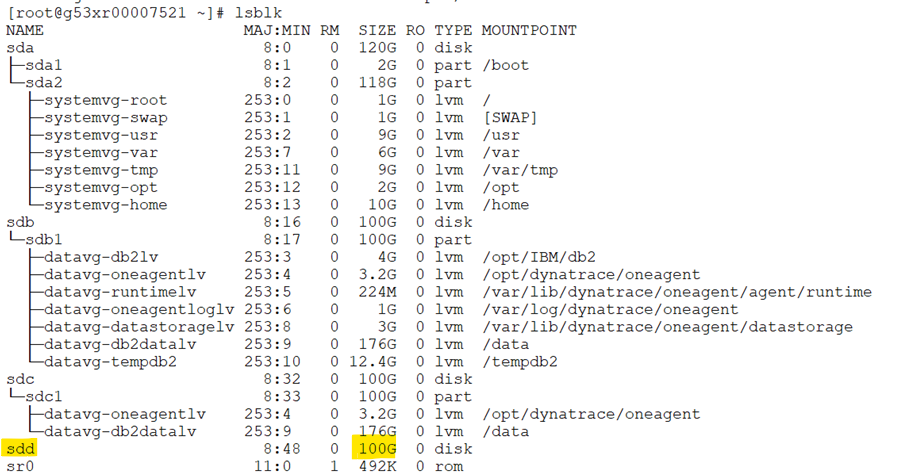 [root@g53xr00007521 ~]# lsblk
NAME MAJ:MIN RM SIZE RO TYPE MOUNTPOINT
sda 8:0 0 120G 0 disk
├─sda1 8:1 0 2G 0 part /boot
└─sda2 8:2 0 118G 0 part
├─systemvg-root 253:0 0 1G 0 lvm /
├─systemvg-swap 253:1 0 1G 0 lvm [SWAP]
├─systemvg-usr 253:2 0 9G 0 lvm /usr
├─systemvg-var 253:7 0 6G 0 lvm /var
├─systemvg-tmp 253:11 0 9G 0 lvm /var/tmp
├─systemvg-opt 253:12 0 2G 0 lvm /opt
└─systemvg-home 253:13 0 10G 0 lvm /home
sdb 8:16 0 100G 0 disk
└─sdb1 8:17 0 100G 0 part
├─datavg-db2lv 253:3 0 4G 0 lvm /opt/IBM/db2
├─datavg-oneagentlv 253:4 0 3.2G 0 lvm /opt/dynatrace/oneagent
├─datavg-runtimelv 253:5 0 224M 0 lvm /var/lib/dynatrace/oneagent/agent/runtime
├─datavg-oneagentloglv 253:6 0 1G 0 lvm /var/log/dynatrace/oneagent
├─datavg-datastoragelv 253:8 0 3G 0 lvm /var/lib/dynatrace/oneagent/datastorage
├─datavg-db2datalv 253:9 0 176G 0 lvm /data
└─datavg-tempdb2 253:10 0 12.4G 0 lvm /tempdb2
sdc 8:32 0 100G 0 disk
└─sdc1 8:33 0 100G 0 part
├─datavg-oneagentlv 253:4 0 3.2G 0 lvm /opt/dynatrace/oneagent
└─datavg-db2datalv 253:9 0 176G 0 lvm /data
sdd 8:48 0 100G 0 disk
sr0 11:0 1 492K 0 rom